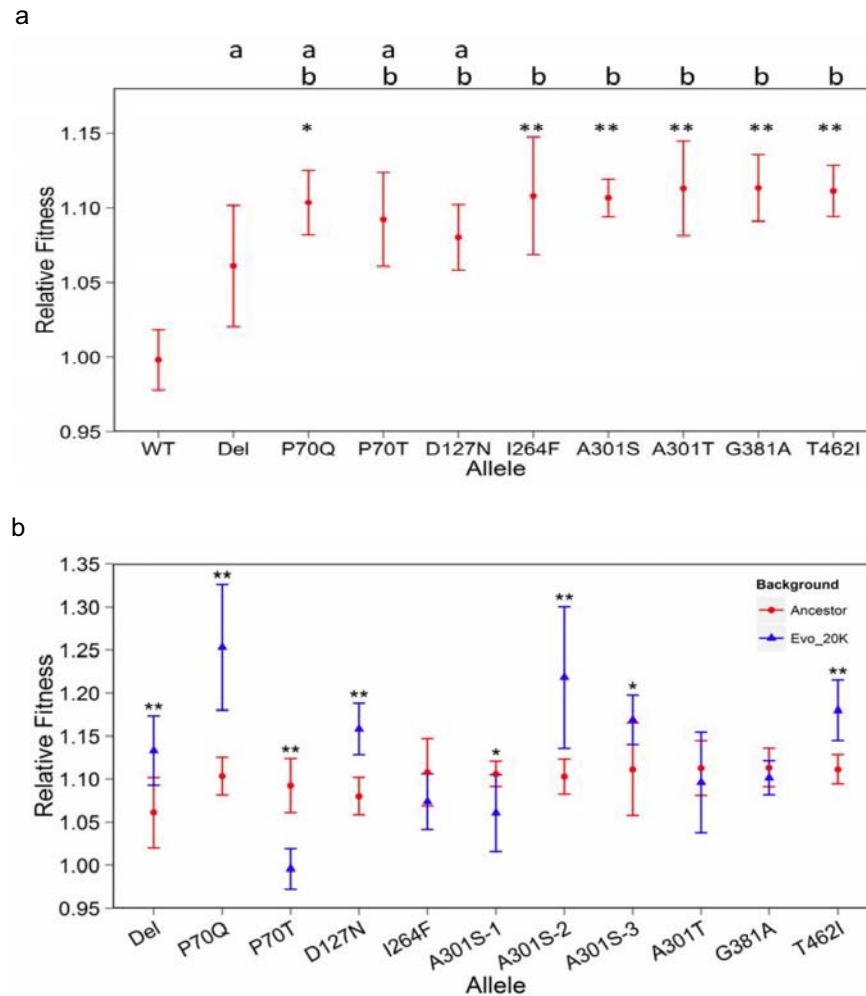 a
a a a a
b b b b b b b b
* ** ** ** ** **
1.15
1.10
1.05
1.00
0.95
Relative Fitness
WT Del P70Q P70T D127N I264F A301S A301T G381A T462I
Allele
b
1.35
1.30
1.25
1.20
1.15
1.10
1.05
1.00
0.95
Relative Fitness
** ** ** ** * ** * **
Background
Ancestor
Evo_20K
Del P70Q P70T D127N I264F A301S-1 A301S-2 A301S-3 A301T G381A T462I
Allele